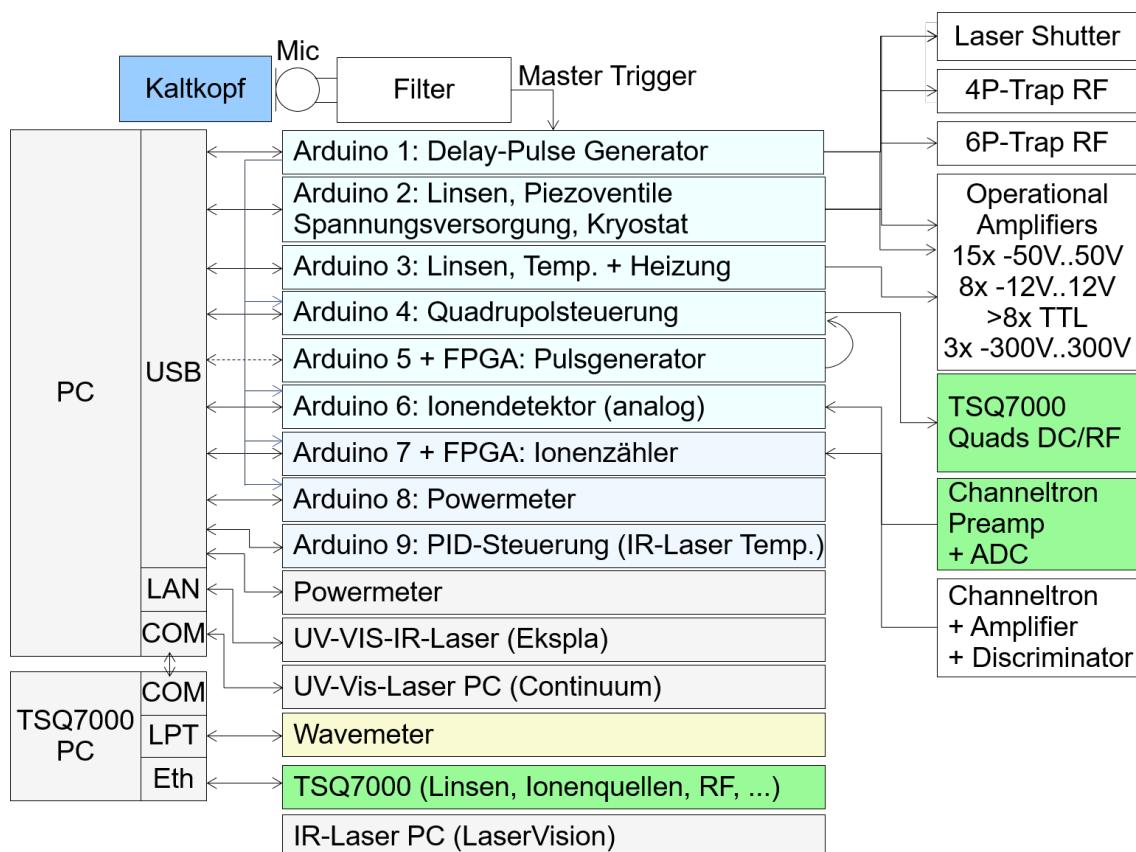 Kaltkopf
Mic
Filter
Master Trigger
Laser Shutter
4P-Trap RF
6P-Trap RF
Operational
Amplifiers
15x -50V..50V
8x -12V..12V
>8x TTL
3x -300V..300V
TSQ7000
Quads DC/RF
Channeltron
Preamp
+ ADC
Channeltron
+ Amplifier
+ Discriminator
PC
USB
LAN
COM
TSQ7000
PC
COM
LPT
Eth
Arduino 1: Delay-Pulse Generator
Arduino 2: Linsen, Piezoventile
Spannungsversorgung, Kryostat
Arduino 3: Linsen, Temp. + Heizung
Arduino 4: Quadrupolsteuerung
Arduino 5 + FPGA: Pulsgenerator
Arduino 6: Ionendetektor (analog)
Arduino 7 + FPGA: Ionenzähler
Arduino 8: Powermeter
Arduino 9: PID-Steuerung (IR-Laser Temp.)
Powermeter
UV-VIS-IR-Laser (Ekspla)
UV-Vis-Laser PC (Continuum)
Wavemeter
TSQ7000 (Linsen, Ionenquellen, RF, ...)
IR-Laser PC (LaserVision)